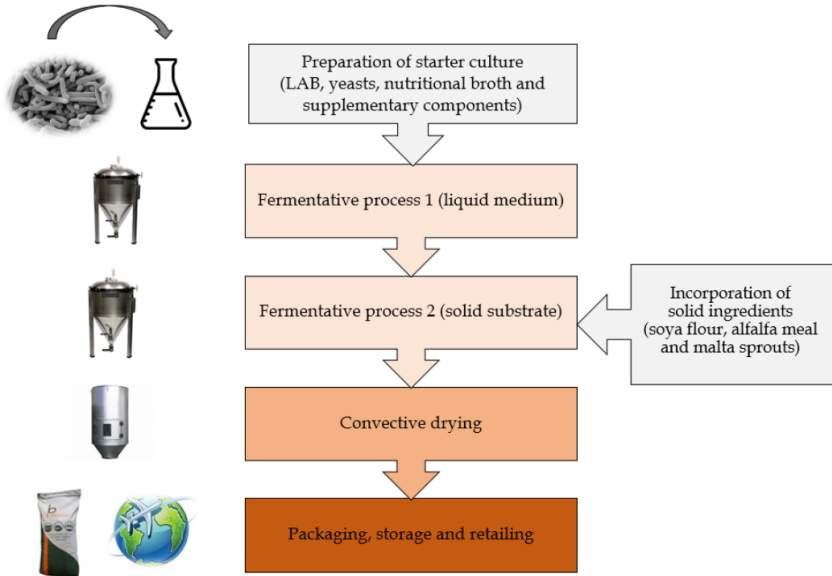 Preparation of starter culture
(LAB, yeasts, nutritional broth and
supplementary components)
Fermentative process 1 (liquid medium)
Fermentative process 2 (solid substrate)
Incorporation of
solid ingredients
(soya flour, alfalfa meal
and malta sprouts)
Convective drying
Packaging, storage and retailing